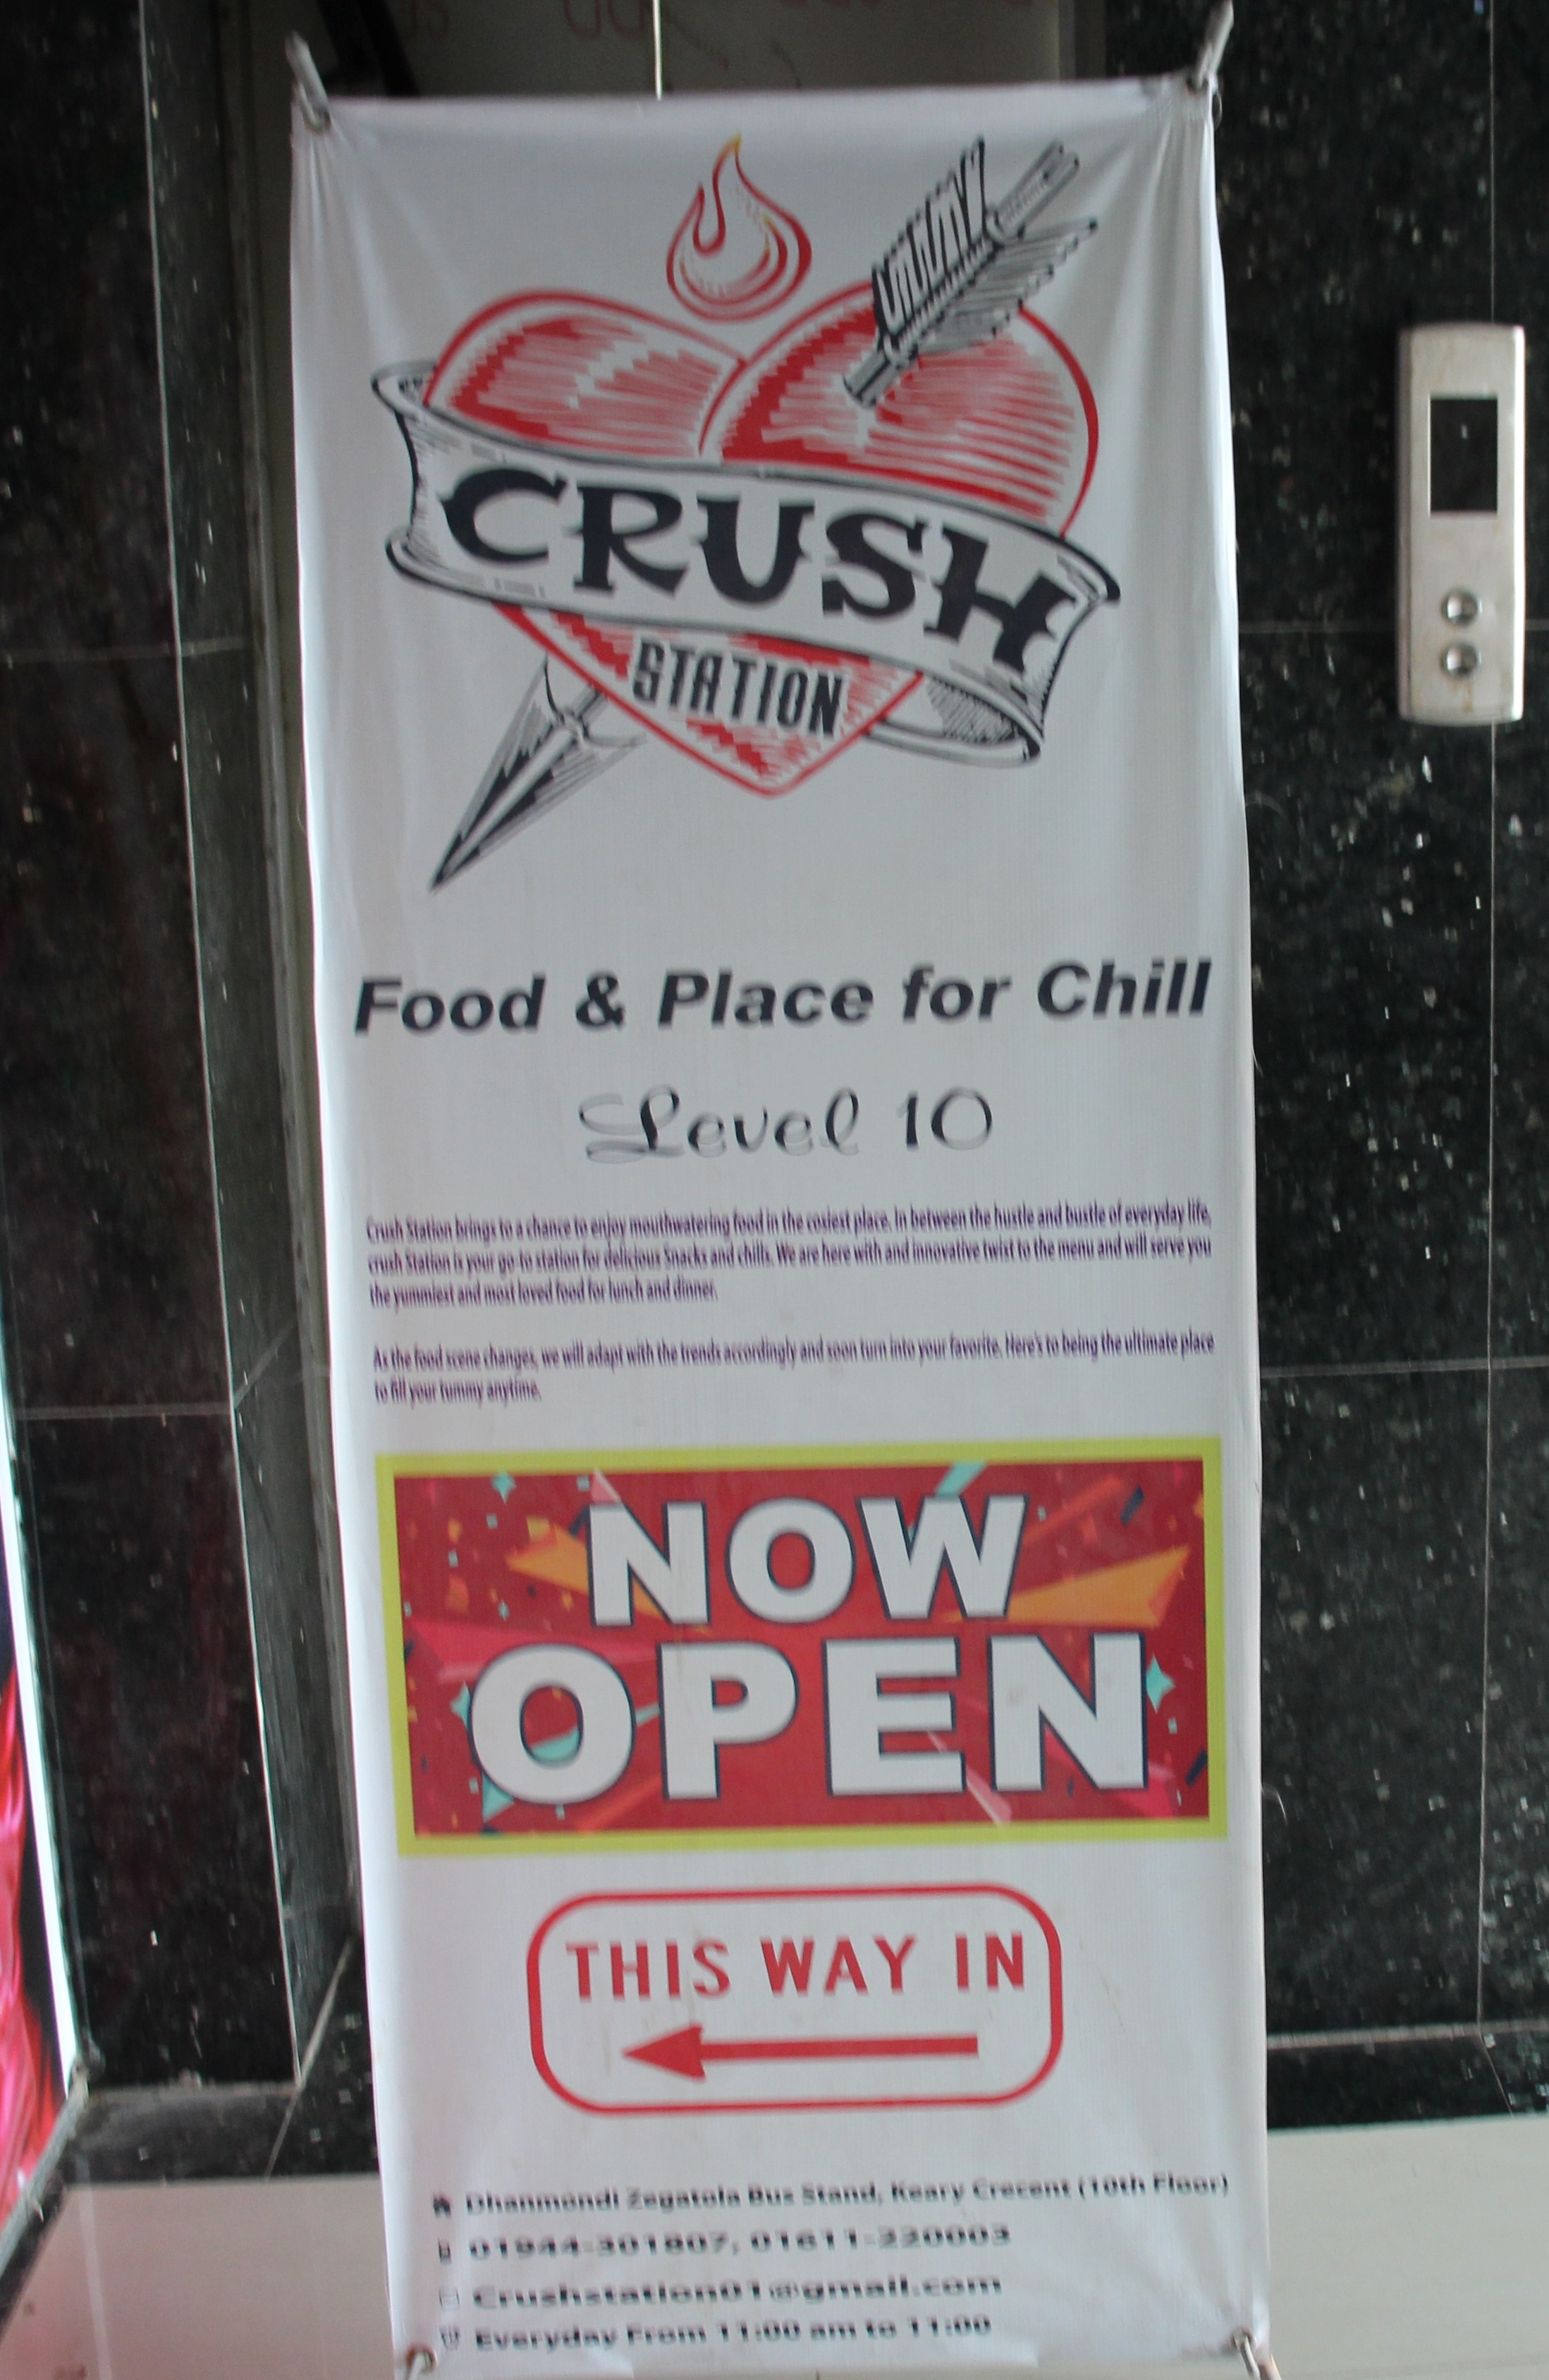 CRUSH
STATION
Food & Place for Chill
Level 10
Crush Station brings to a chance to enjoy mouthwatering food in the cosiest place. In between the hustle and bustle of everyday life,
crush Station is your go-to station for delicious Snacks and chills. We are here with and innovative twist to the menu and will serve you
the yummiest and most loved food for lunch and dinner.
As the food scene changes, we will adapt with the trends accordingly and soon turn into your favorite. Here's to being the ultimate place
to fill your tummy anytime.
NOW
OPEN
THIS WAY IN
Dhanmondi Zegatola Bus Stand, Keary Crecent (10th Floor)
01944-301807, 01611-220003
Crushstation01@gmail.com
Everyday From 11:00 am to 11:00